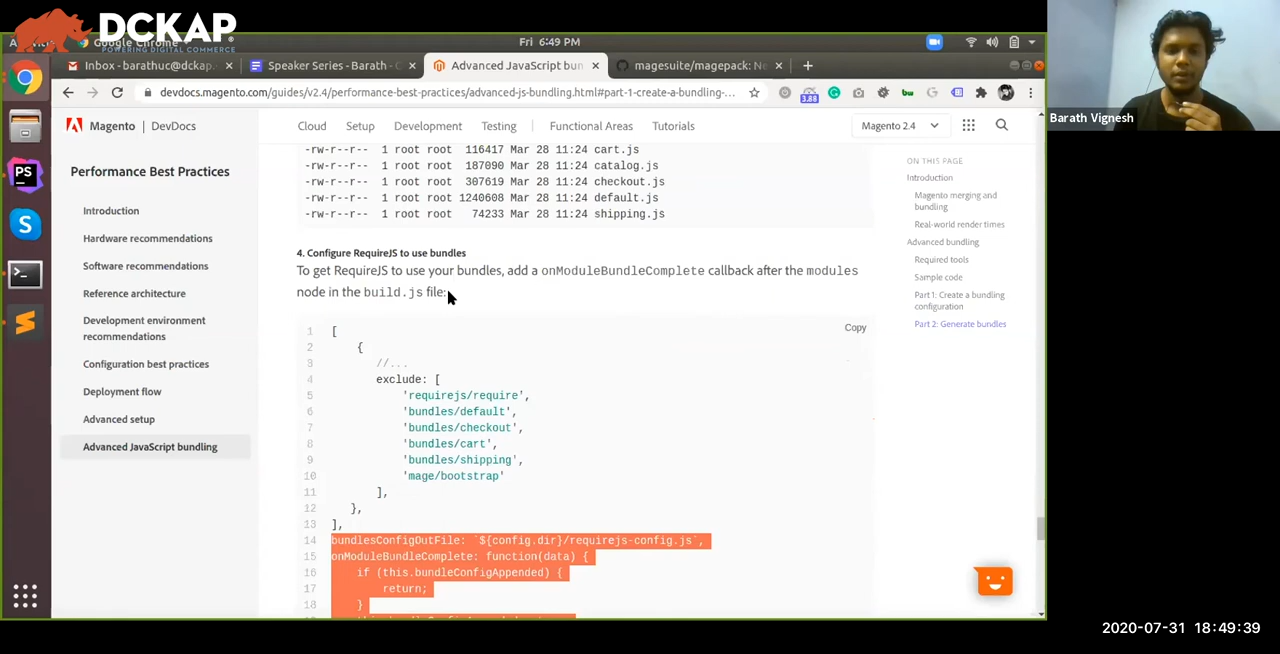 DCKAP
POWERING DIGITAL COMMERCE
Google Chrome
Fri 6:49 PM
Inbox - barathuc@dckap.
Speaker Series - Barath - G
Advanced JavaScript bun
magesuite/magepack: Ne
devdocs.magento.com/guides/v2.4/performance-best-practices/advanced-js-bundling.html#part-1-create-a-bundling-...
3.88
bw
Magento | DevDocs
Cloud Setup Development Testing Functional Areas Tutorials
Magento 2.4
Performance Best Practices
Introduction
Hardware recommendations
Software recommendations
Reference architecture
Development environment
recommendations
Configuration best practices
Deployment flow
Advanced setup
Advanced JavaScript bundling
PS
-rw-r--r-- 1 root root 116417 Mar 28 11:24 cart.js
-rw-r--r-- 1 root root 187090 Mar 28 11:24 catalog.js
-rw-r--r-- 1 root root 307619 Mar 28 11:24 checkout.js
-rw-r--r-- 1 root root 1240608 Mar 28 11:24 default.js
-rw-r--r-- 1 root root 74233 Mar 28 11:24 shipping.js
4. Configure RequireJS to use bundles
To get RequireJS to use your bundles, add a onModuleBundleComplete callback after the modules
node in the build.js file:
Copy
1 [
2 {
3 //...
4 exclude: [
5 'requirejs/require',
6 'bundles/default',
7 'bundles/checkout',
8 'bundles/cart',
9 'bundles/shipping',
10 'mage/bootstrap'
11 ],
12 },
13 ],
14 bundlesConfigOutFile: `${config.dir}/requirejs-config.js`,
15 onModuleBundleComplete: function(data) {
16 if (this.bundleConfigAppended) {
17 return;
18 }
ON THIS PAGE
Introduction
Magento merging and
bundling
Real-world render times
Advanced bundling
Required tools
Sample code
Part 1: Create a bundling
configuration
Part 2: Generate bundles
Barath Vignesh
2020-07-31 18:49:39